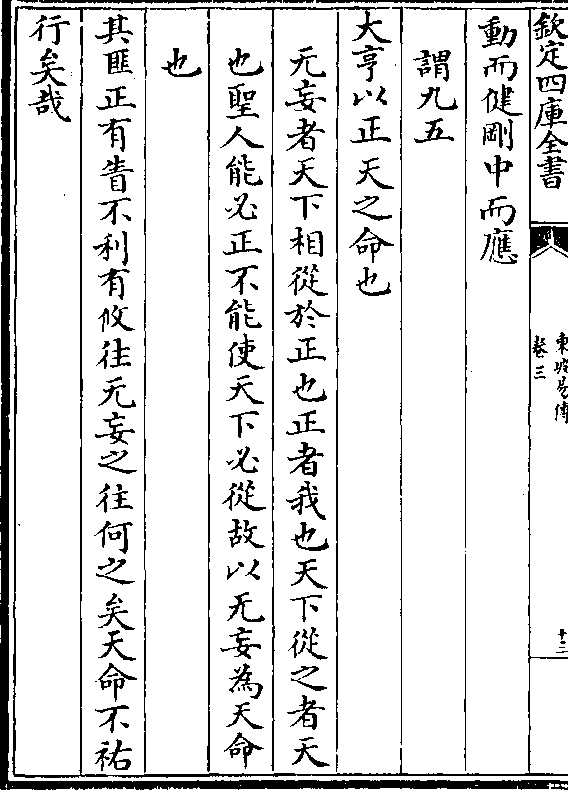 欽定四庫全書
東坡易傳
卷三
十三
動而健剛中而應
謂九五
大亨以正天之命也
无妄者天下相從於正也正者我也天下從之者天
也聖人能必正不能使天下必從故以无妄為天命
也
其匪正有眚不利有攸往无妄之往何之矣天命不祐
行矣哉